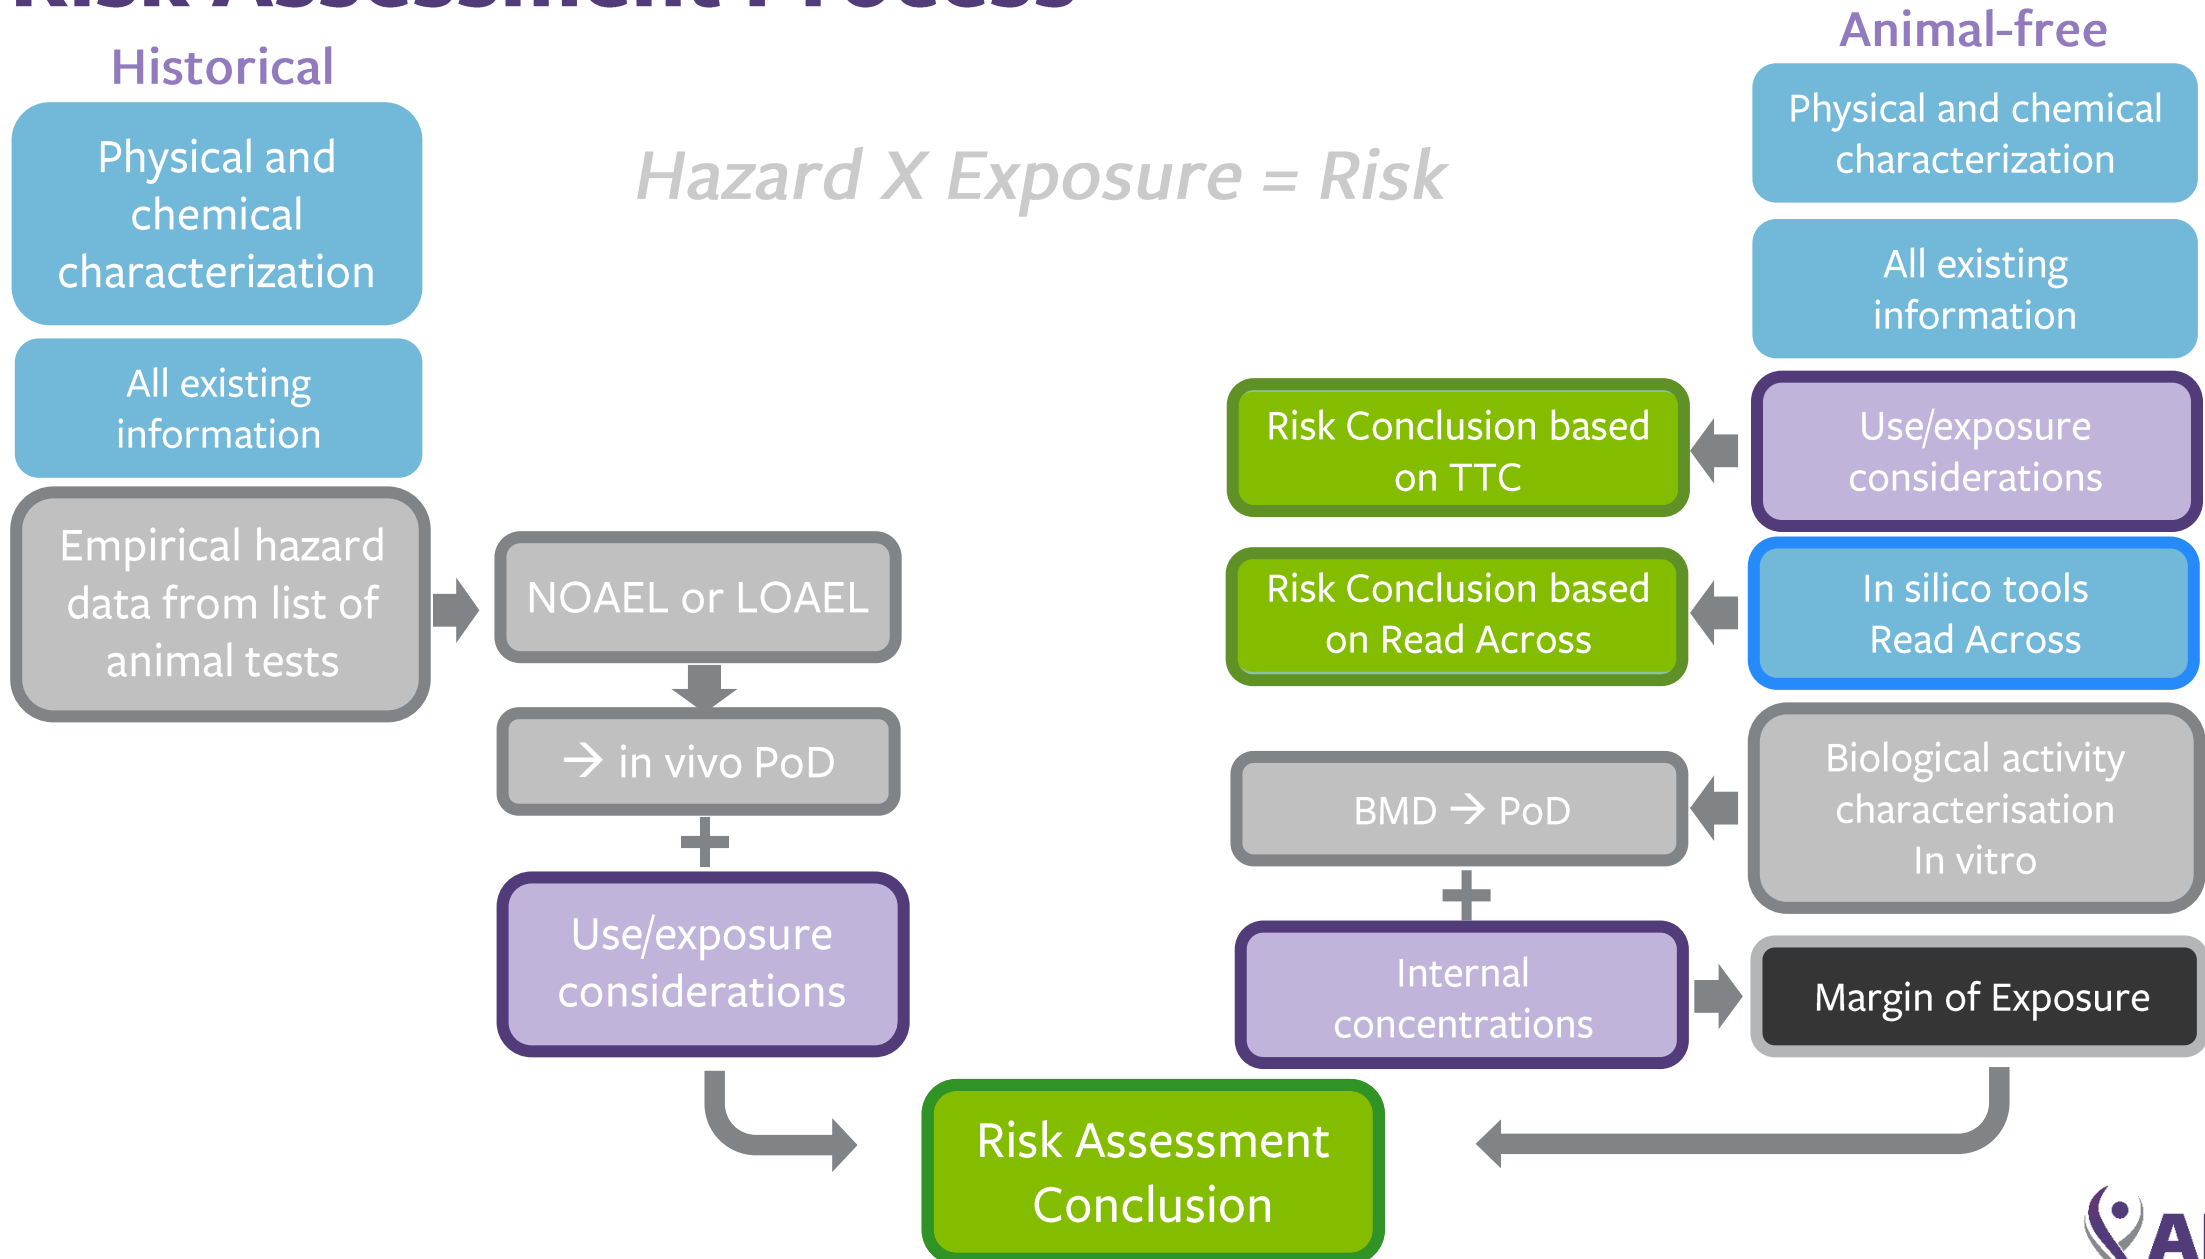 Risk Assessment Process
Historical
Physical and
chemical
characterization
All existing
information
Empirical hazard
data from list of
animal tests
NOAEL or LOAEL
→ in vivo PoD
Use/exposure
considerations
Hazard X Exposure = Risk
Animal-free
Physical and chemical
characterization
All existing
information
Use/exposure
considerations
Risk Conclusion based
on TTC
In silico tools
Read Across
Risk Conclusion based
on Read Across
Biological activity
characterisation
In vitro
BMD → PoD
Internal
concentrations
Margin of Exposure
Risk Assessment
Conclusion